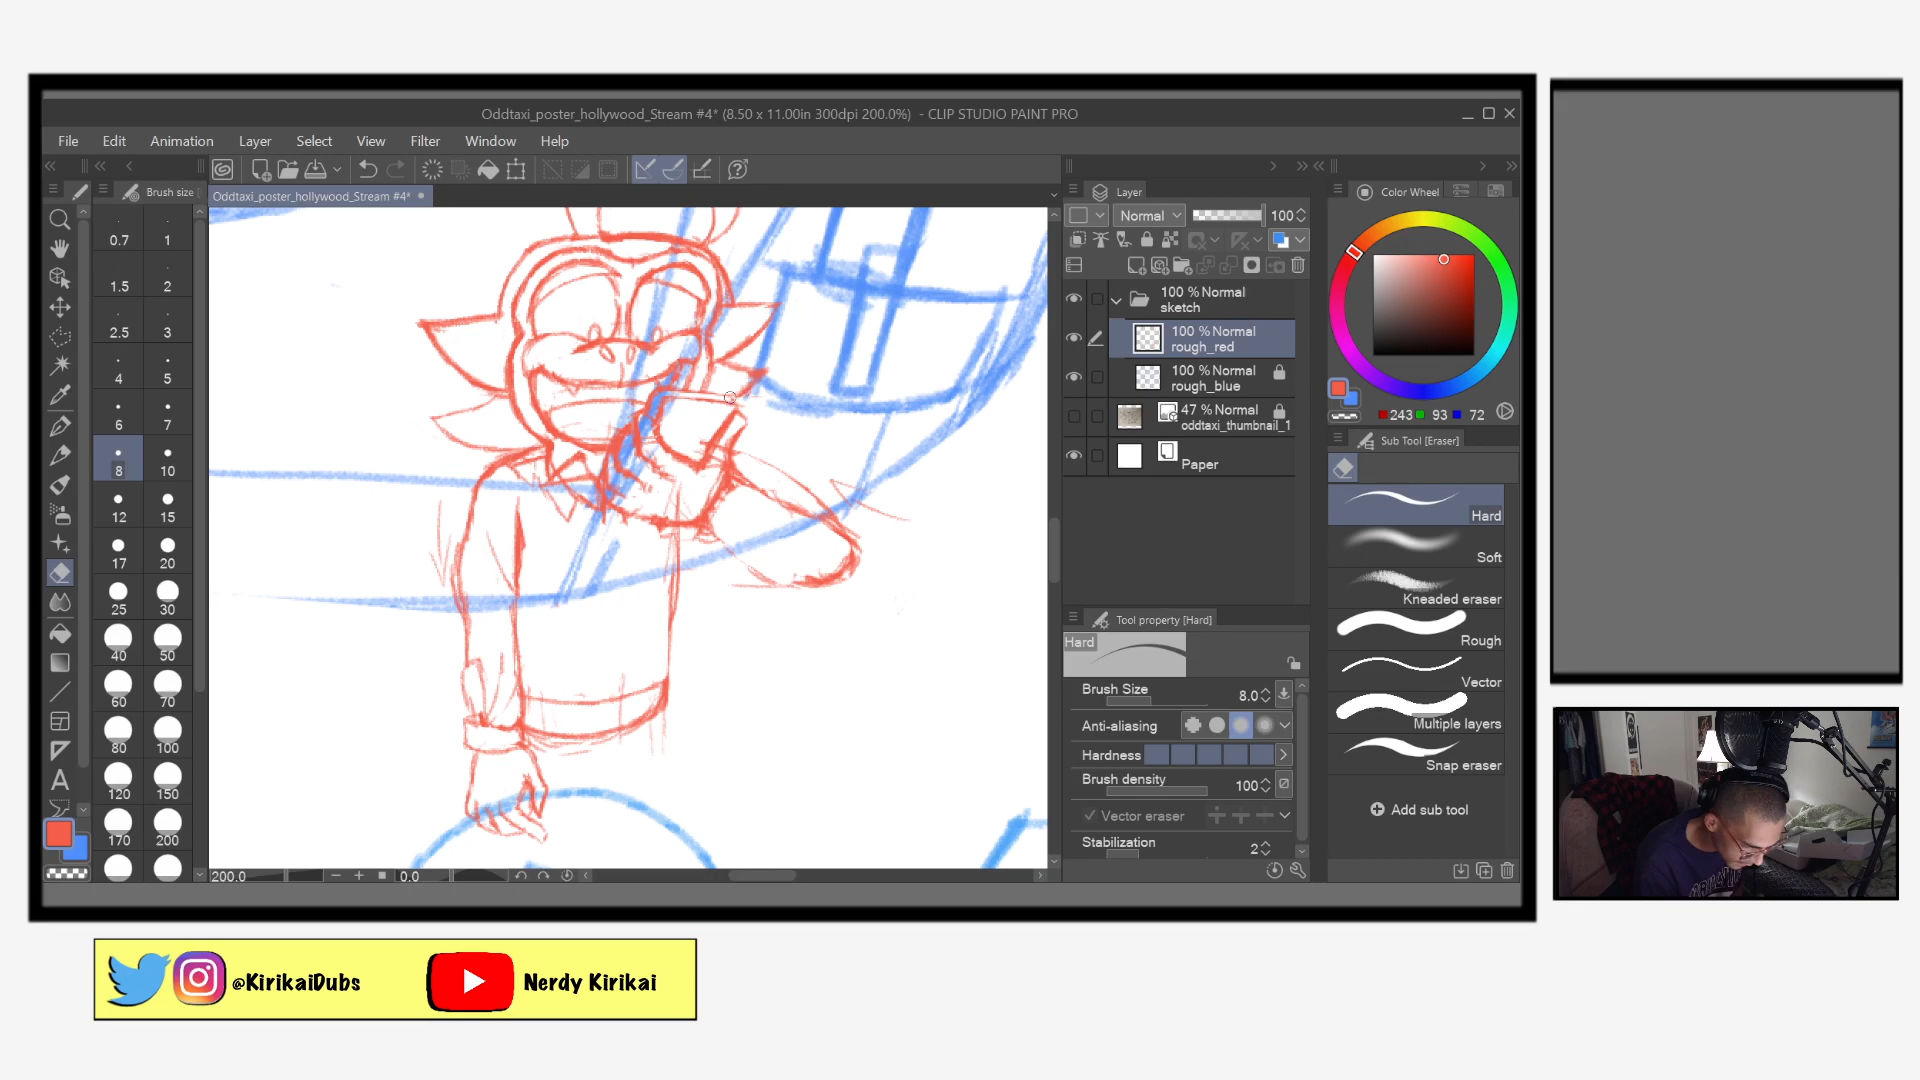 Oddtaxi_poster_hollywood_Stream #4* (8.50 x 11.00in 300dpi 200.0%) - CLIP STUDIO PAINT PRO
File Edit Animation Layer Select View Filter Window Help
Brush size
Oddtaxi_poster_hollywood_Stream #4*
0.7 1
1.5 2
2.5 3
4 5
6 7
8 10
12 15
17 20
25 30
40 50
60 70
80 100
120 150
170 200
200.0 0.0
Layer
Normal 100
100 % Normal
sketch
100 % Normal
rough_red
100 % Normal
rough_blue
47 % Normal
oddtaxi_thumbnail_1
Paper
Tool property [Hard]
Hard
Brush Size 8.0
Anti-aliasing
Hardness
Brush density 100
Vector eraser
Stabilization 2
Color Wheel
243 93 72
Sub Tool [Eraser]
Hard
Soft
Kneaded eraser
Rough
Vector
Multiple layers
Snap eraser
Add sub tool
@KirikaiDubs Nerdy Kirikai